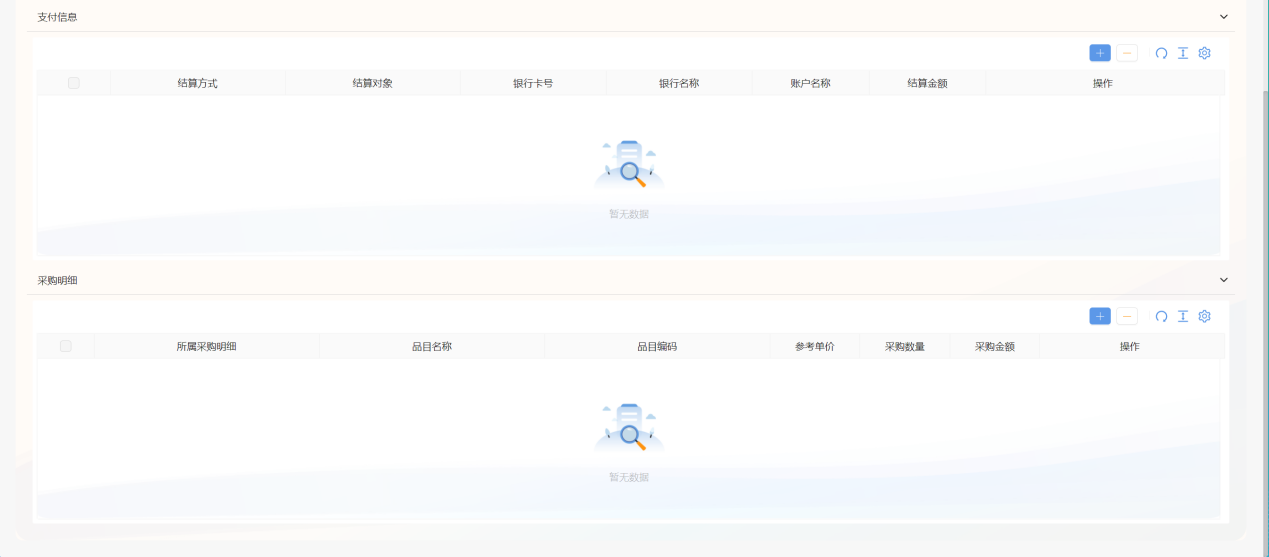 支付信息
结算方式 结算对象 银行卡号 银行名称 账户名称 结算金额 操作
暂无数据
采购明细
所属采购明细 品目名称 品目编码 参考单价 采购数量 采购金额 操作
暂无数据